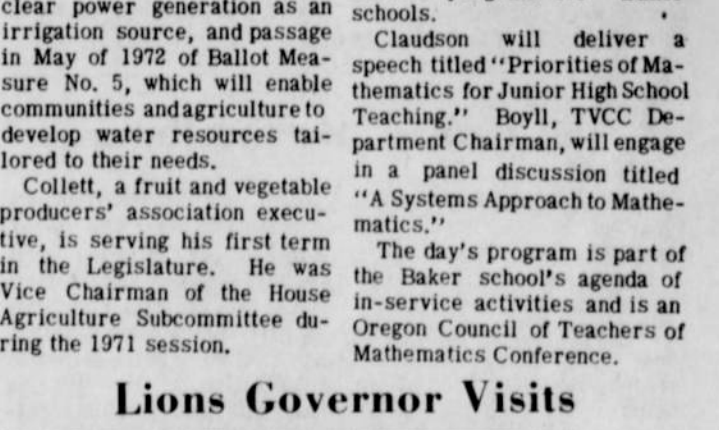 clear power generation as an
irrigation source, and passage
in May of 1972 of Ballot Mea-
sure No. 5, which will enable
communities and agriculture to
develop water resources tai-
lored to their needs.
Collett, a fruit and vegetable
producers' association execu-
tive, is serving his first term
in the Legislature. He was
Vice Chairman of the House
Agriculture Subcommittee du-
ring the 1971 session.
schools.
Claudson will deliver a
speech titled "Priorities of Ma-
thematics for Junior High School
Teaching." Boyll, TVCC De-
partment Chairman, will engage
in a panel discussion titled
"A Systems Approach to Mathe-
matics."
The day's program is part of
the Baker school's agenda of
in-service activities and is an
Oregon Council of Teachers of
Mathematics Conference.
Lions Governor Visits